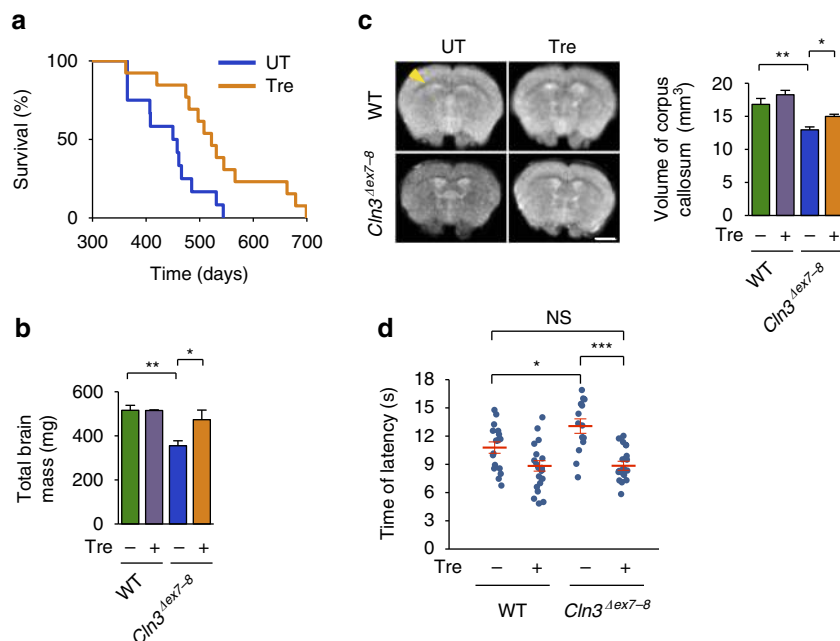 a
100
50
0
Survival (%)
UT
Tre
300 400 500 600 700
Time (days)
c
UT Tre
WT
Cln3 Δex7–8
** *
20
15
10
5
0
Volume of corpus
callosum (mm³)
Tre – + – +
WT
Cln3 Δex7–8
b
** *
600
400
200
0
Total brain
mass (mg)
Tre – + – +
WT
Cln3 Δex7–8
d
NS
* ***
18
15
12
9
6
3
0
Time of latency (s)
Tre – + – +
WT Cln3 Δex7–8